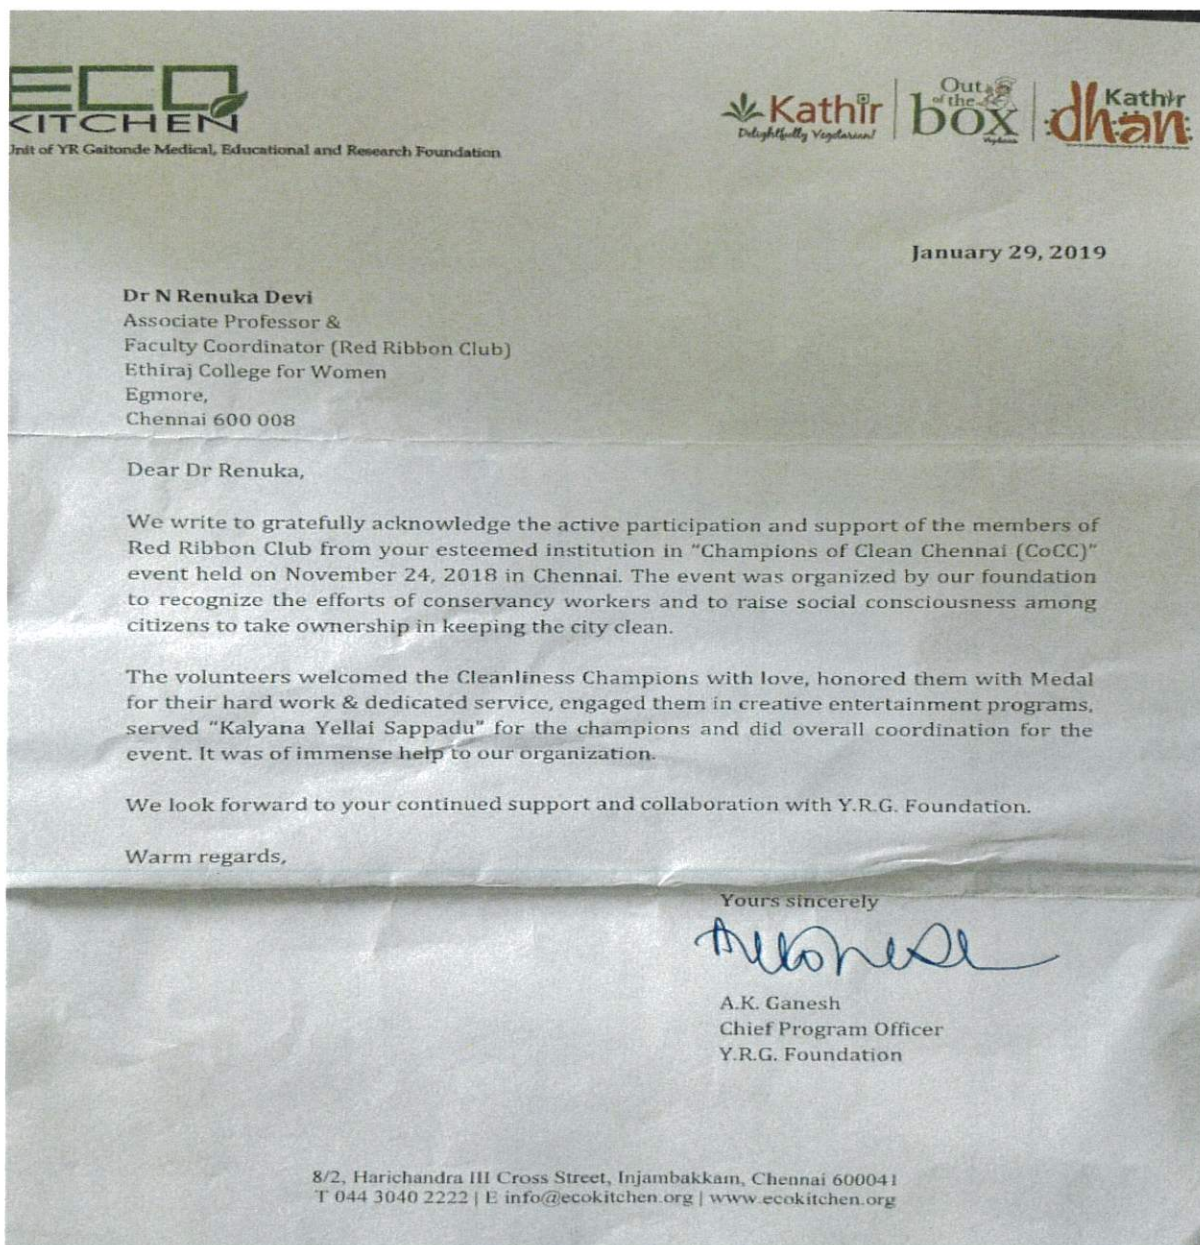 ECO
KITCHEN
Unit of YR Gaitonde Medical, Educational and Research Foundation
Kathir
Delightfully Vegetarian!
Out
of the
box
Kathir
dhan
January 29, 2019
Dr N Renuka Devi
Associate Professor &
Faculty Coordinator (Red Ribbon Club)
Ethiraj College for Women
Egmore,
Chennai 600 008
Dear Dr Renuka,
We write to gratefully acknowledge the active participation and support of the members of
Red Ribbon Club from your esteemed institution in “Champions of Clean Chennai (CoCC)”
event held on November 24, 2018 in Chennai. The event was organized by our foundation
to recognize the efforts of conservancy workers and to raise social consciousness among
citizens to take ownership in keeping the city clean.
The volunteers welcomed the Cleanliness Champions with love, honored them with Medal
for their hard work & dedicated service, engaged them in creative entertainment programs,
served “Kalyana Yellai Sappadu” for the champions and did overall coordination for the
event. It was of immense help to our organization.
We look forward to your continued support and collaboration with Y.R.G. Foundation.
Warm regards,
Yours sincerely
A.K. Ganesh
Chief Program Officer
Y.R.G. Foundation
8/2, Harichandra III Cross Street, Injambakkam, Chennai 600041
T 044 3040 2222 | E info@ecokitchen.org | www.ecokitchen.org